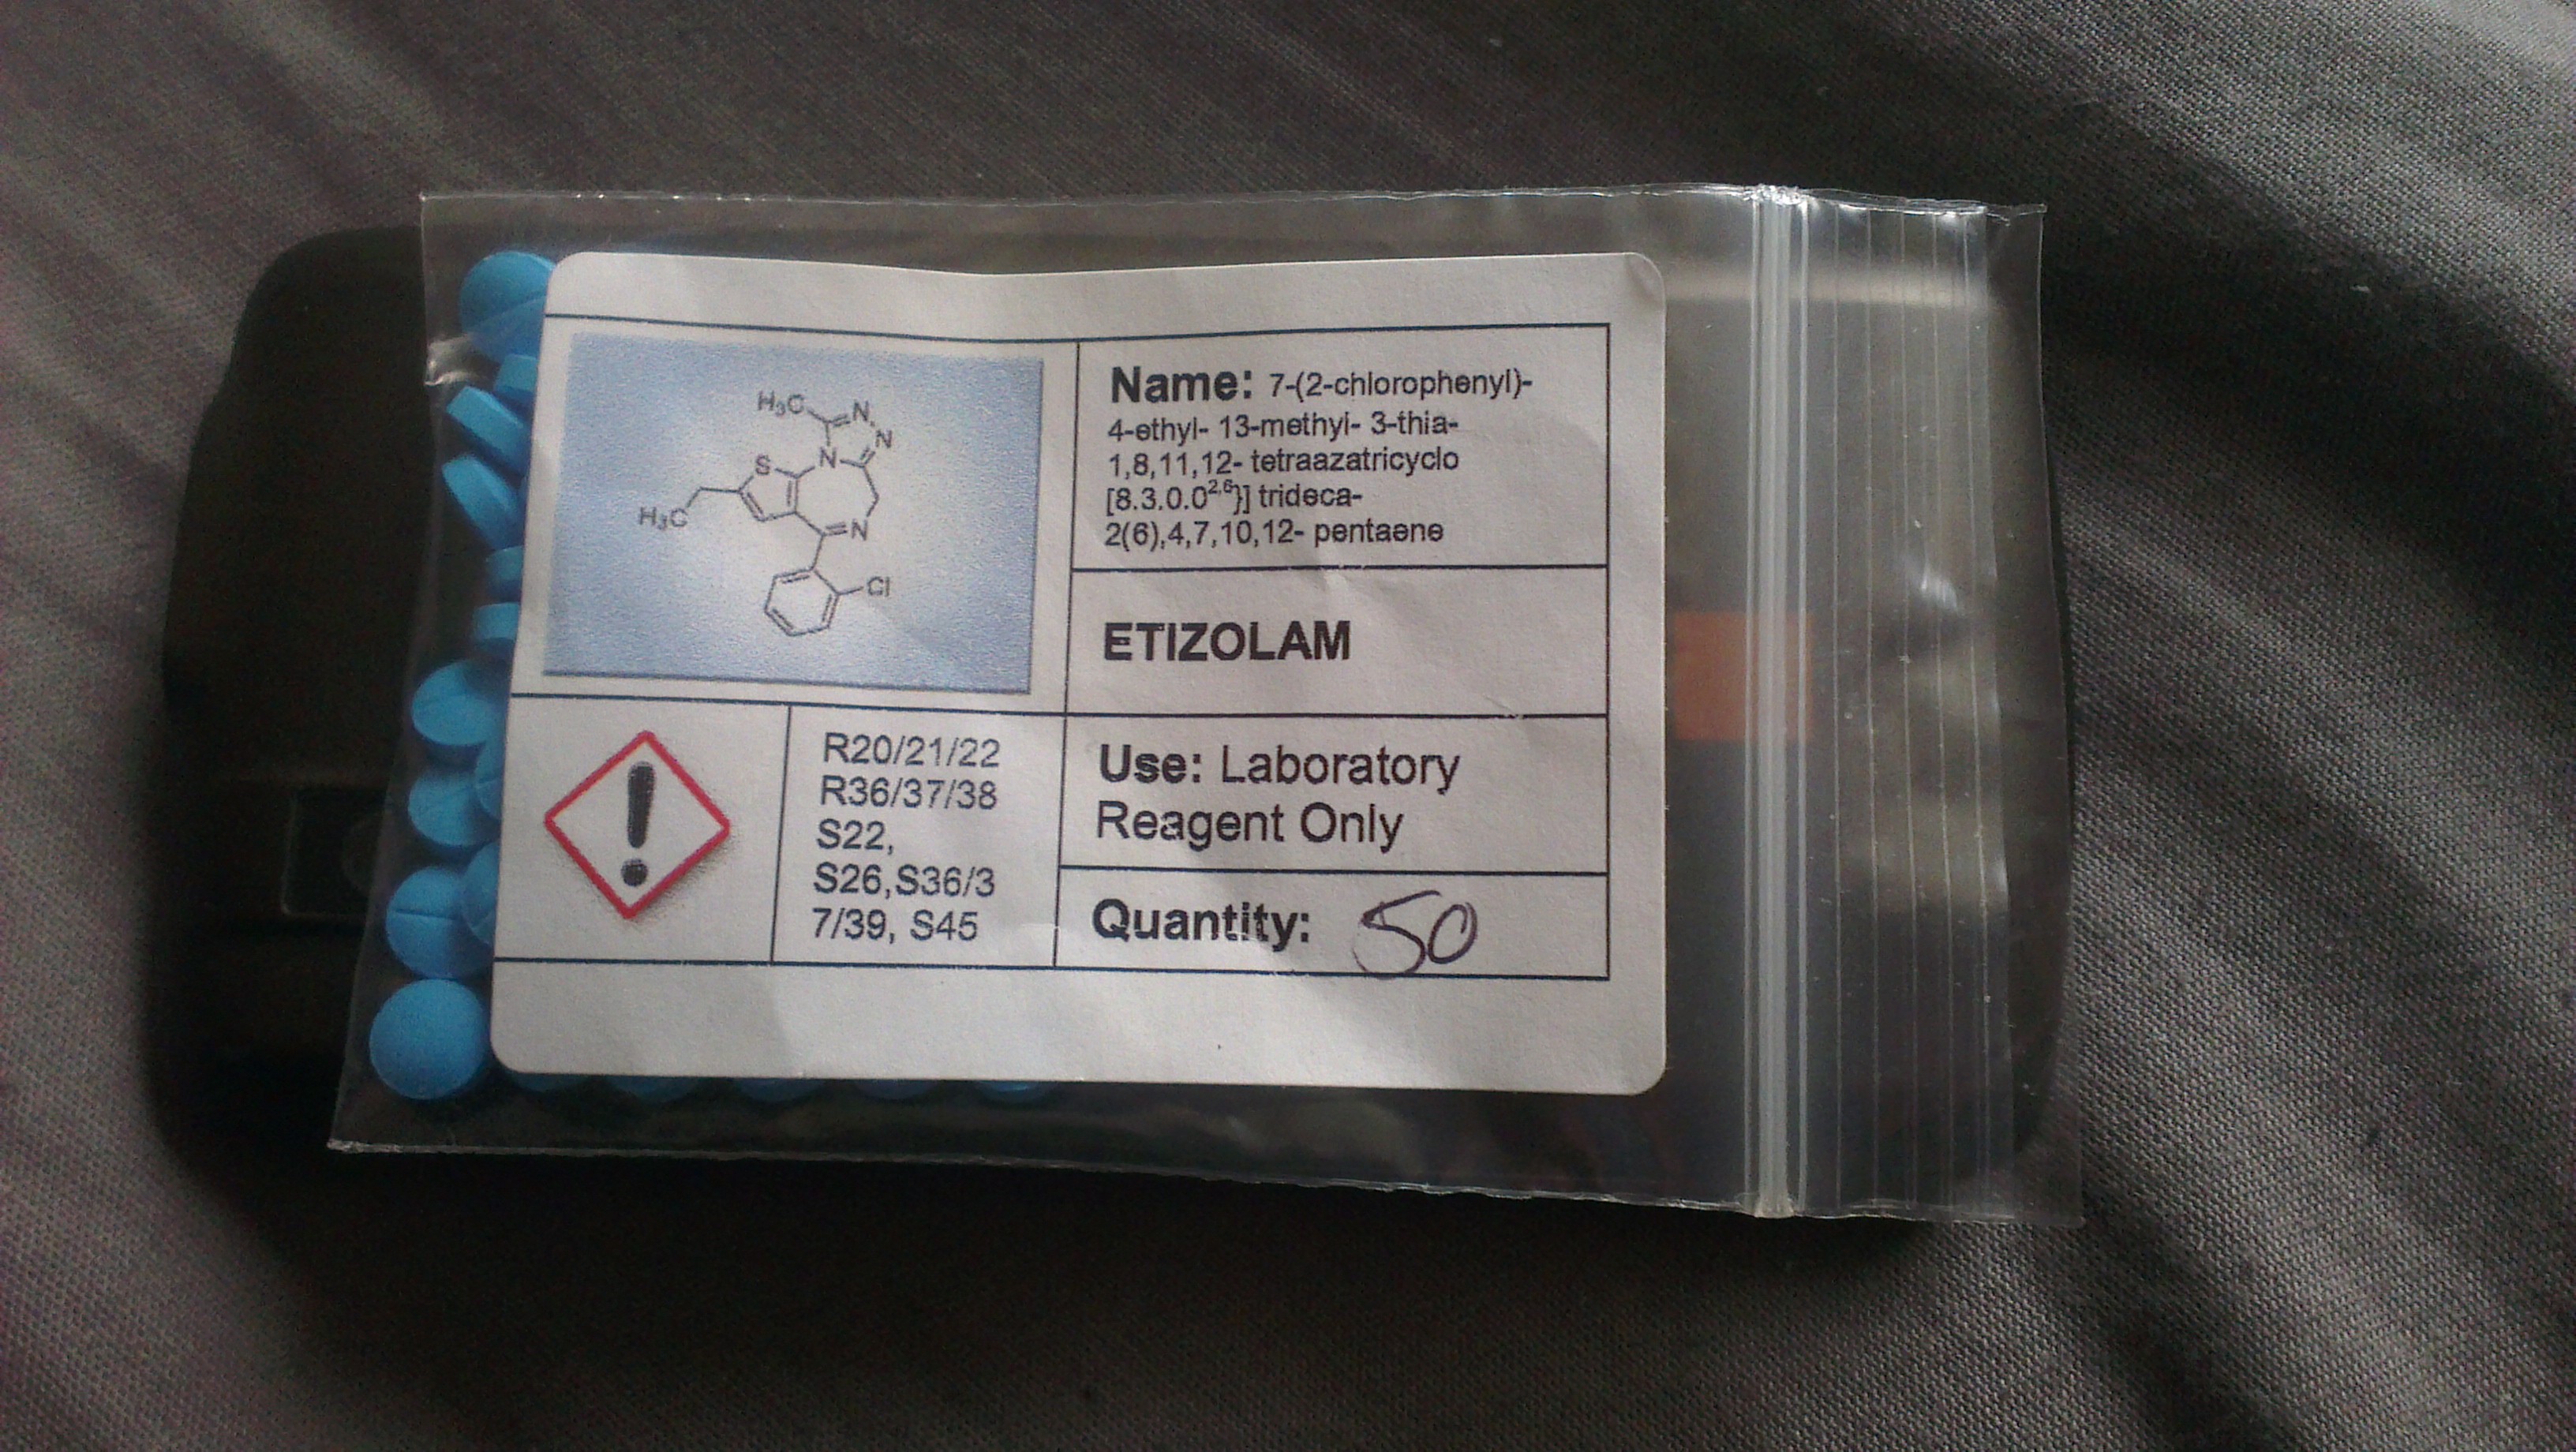 H₃C
N
N
N
S
H₃C
N
Cl
Name: 7-(2-chlorophenyl)-
4-ethyl- 13-methyl- 3-thia-
1,8,11,12- tetraazatricyclo
[8.3.0.0²,⁶}] trideca-
2(6),4,7,10,12- pentaene
ETIZOLAM
R20/21/22
R36/37/38
S22,
S26,S36/3
7/39, S45
Use: Laboratory
Reagent Only
Quantity: 50